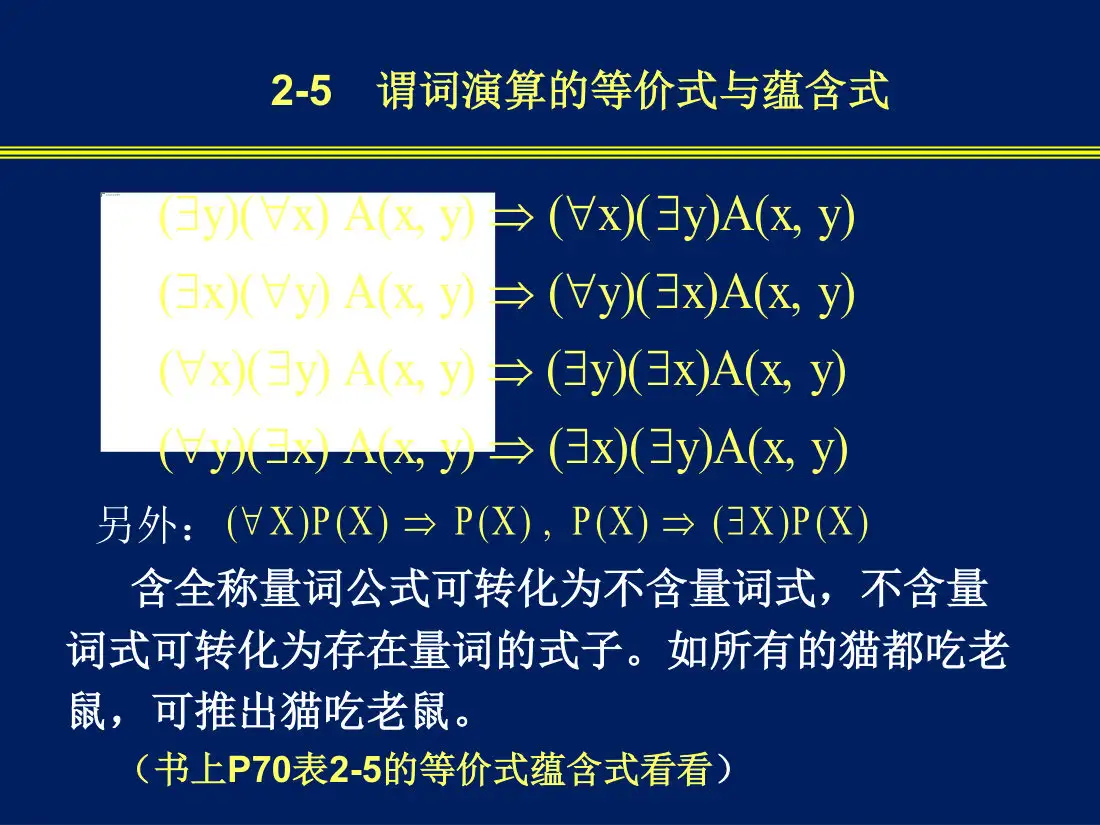 2-5 谓词演算的等价式与蕴含式
(∃y)(∀x) A(x, y) ⇒ (∀x)(∃y)A(x, y)
(∃x)(∀y) A(x, y) ⇒ (∀y)(∃x)A(x, y)
(∀x)(∃y) A(x, y) ⇒ (∃y)(∃x)A(x, y)
(∀y)(∃x) A(x, y) ⇒ (∃x)(∃y)A(x, y)
另外：(∀X)P(X) ⇒ P(X) , P(X) ⇒ (∃X)P(X)
含全称量词公式可转化为不含量词式，不含量
词式可转化为存在量词的式子。如所有的猫都吃老
鼠，可推出猫吃老鼠。
（书上P70表2-5的等价式蕴含式看看）